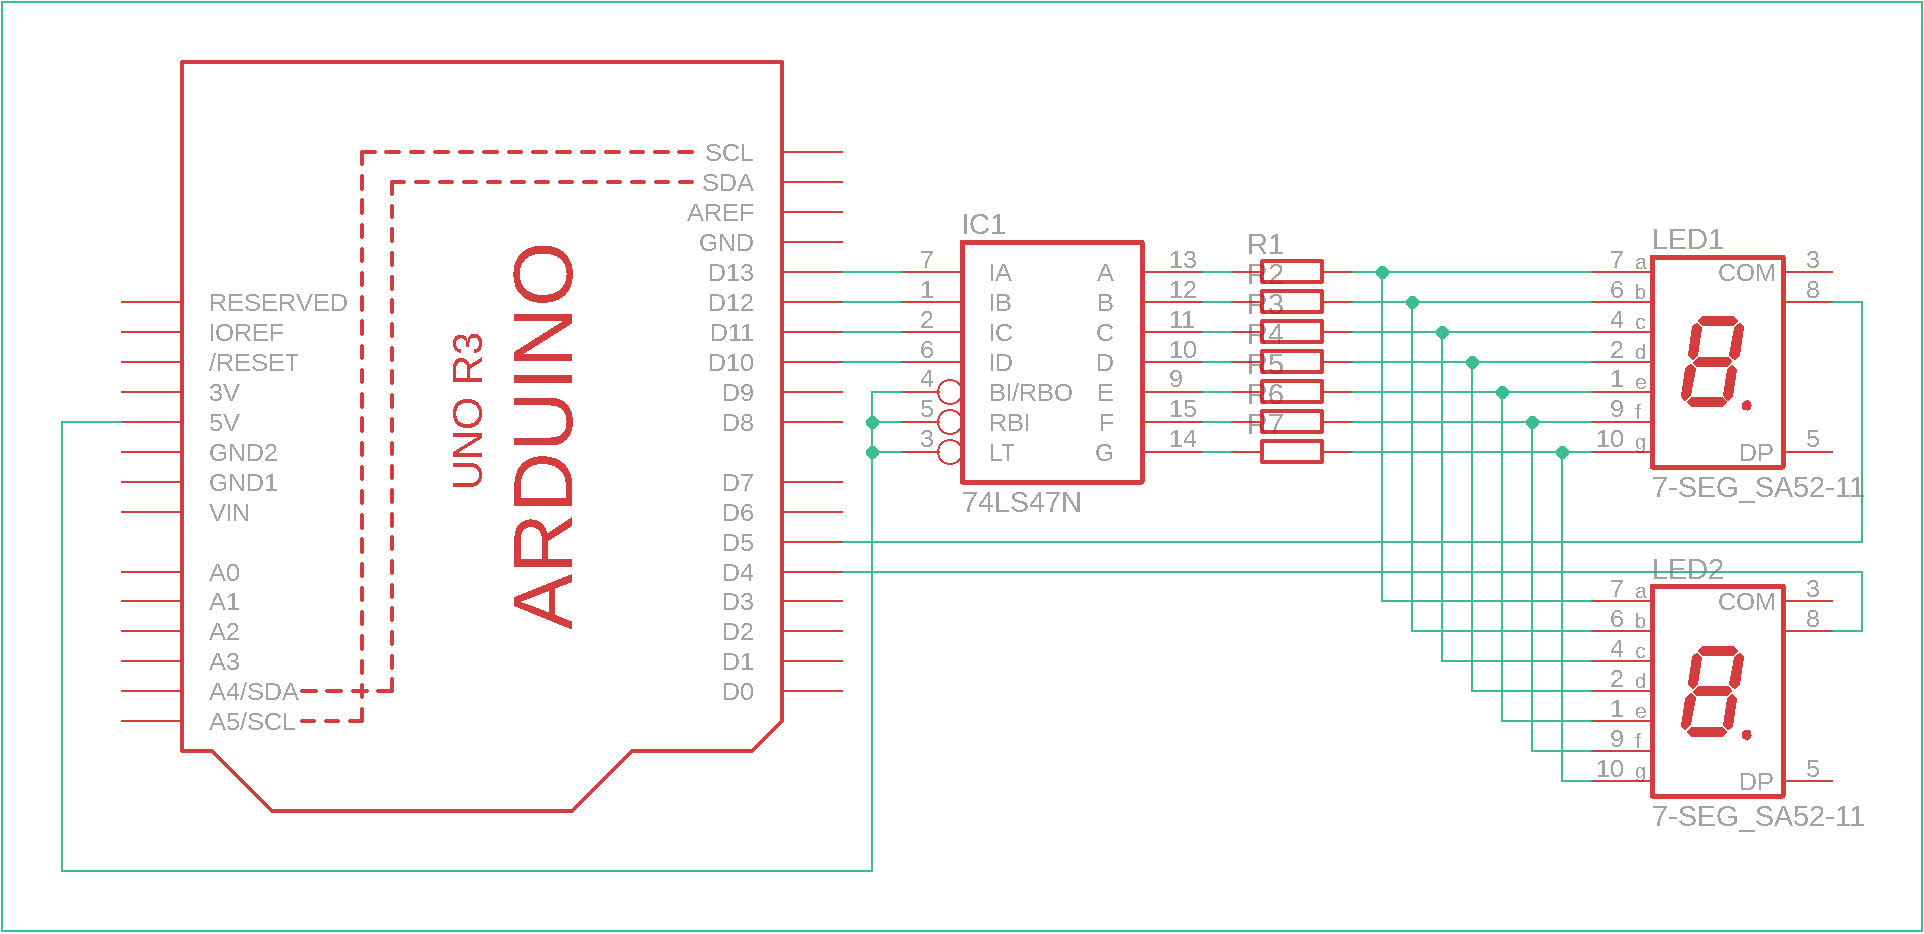 SCL
SDA
AREF
GND
D13
D12
D11
D10
D9
D8
D7
D6
D5
D4
D3
D2
D1
D0
RESERVED
IOREF
/RESET
3V
5V
GND2
GND1
VIN
A0
A1
A2
A3
A4/SDA
A5/SCL
UNO R3
ARDUINO
IC1
7 IA A 13
1 IB B 12
2 IC C 11
6 ID D 10
4 BI/RBO E 9
5 RBI F 15
3 LT G 14
74LS47N
R1
R2
R3
R4
R5
R6
R7
LED1
7 a COM 3
6 b 8
4 c
2 d
1 e
9 f
10 g DP 5
7-SEG_SA52-11
LED2
7 a COM 3
6 b 8
4 c
2 d
1 e
9 f
10 g DP 5
7-SEG_SA52-11